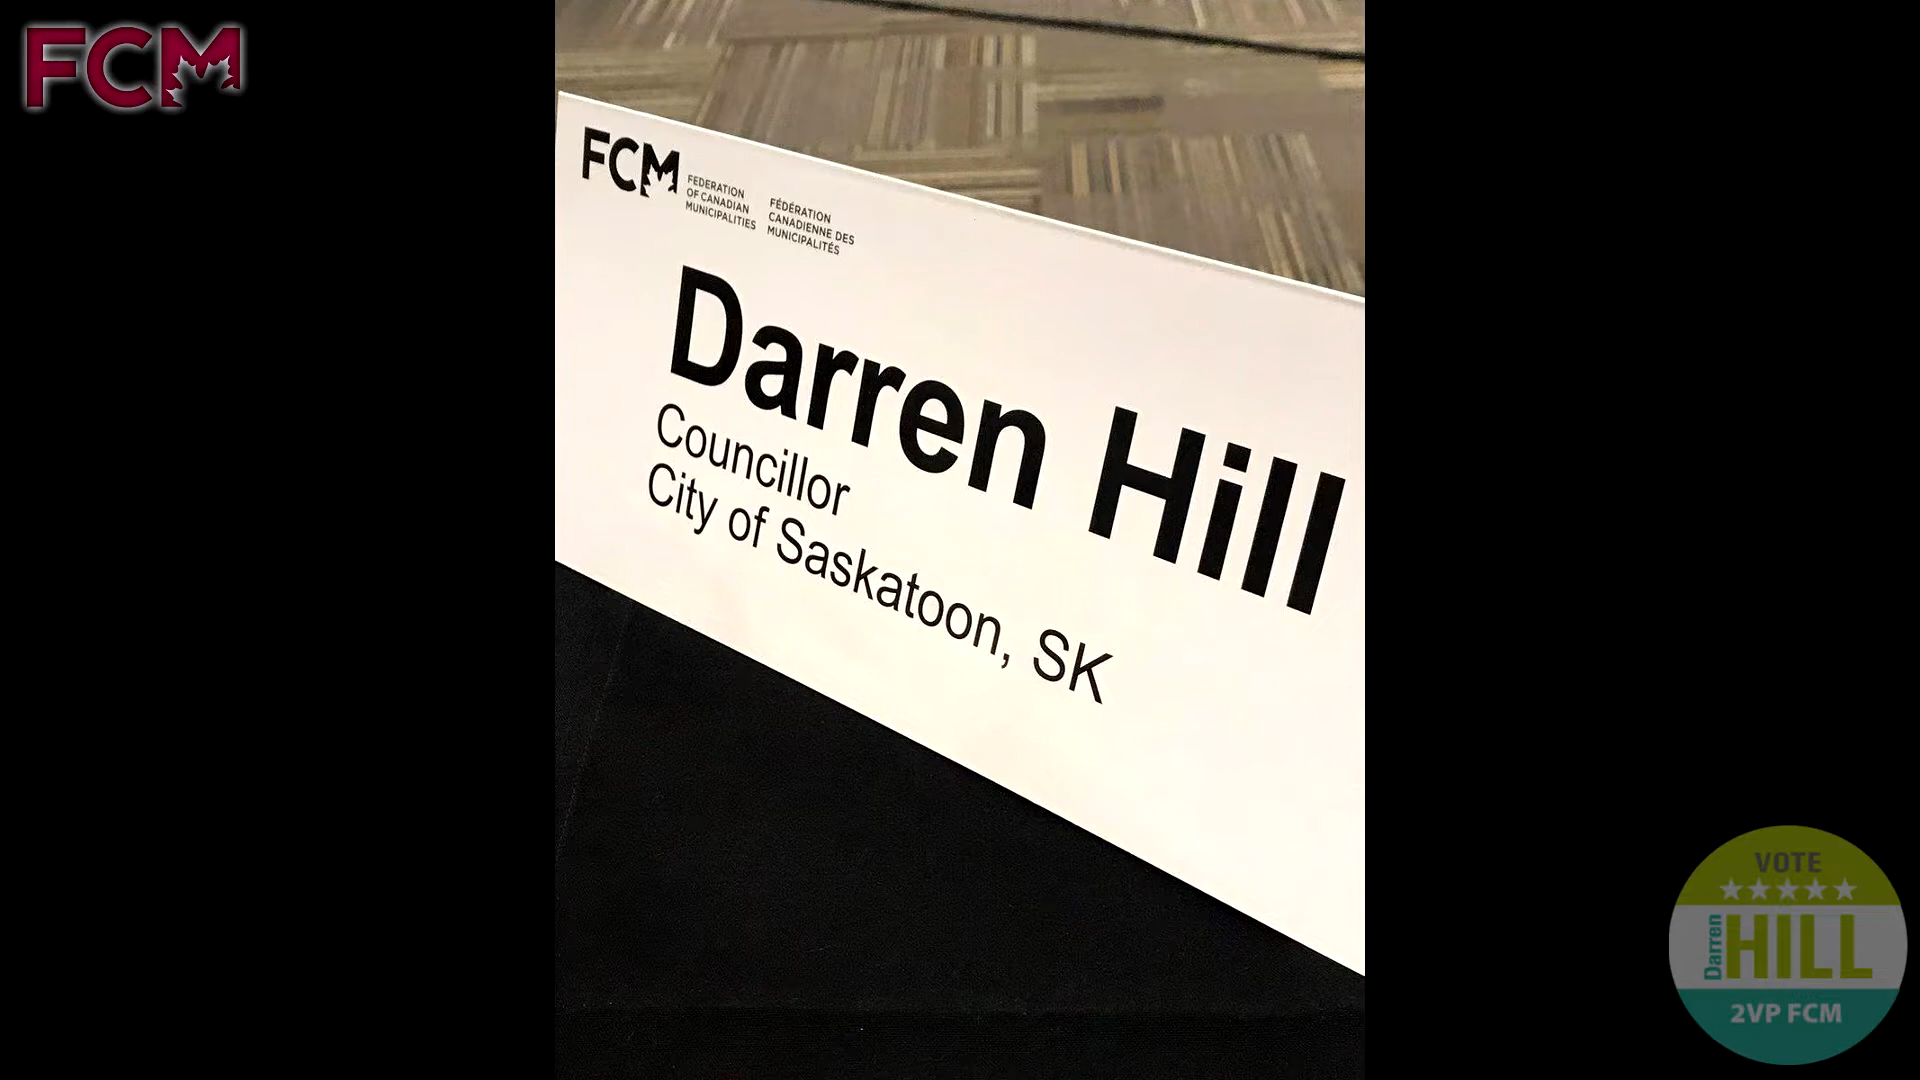 FCM
FCM
FEDERATION
OF CANADIAN
MUNICIPALITIES
FÉDÉRATION
CANADIENNE DES
MUNICIPALITÉS
Darren Hill
Councillor
City of Saskatoon, SK
VOTE
Darren
HILL
2VP FCM